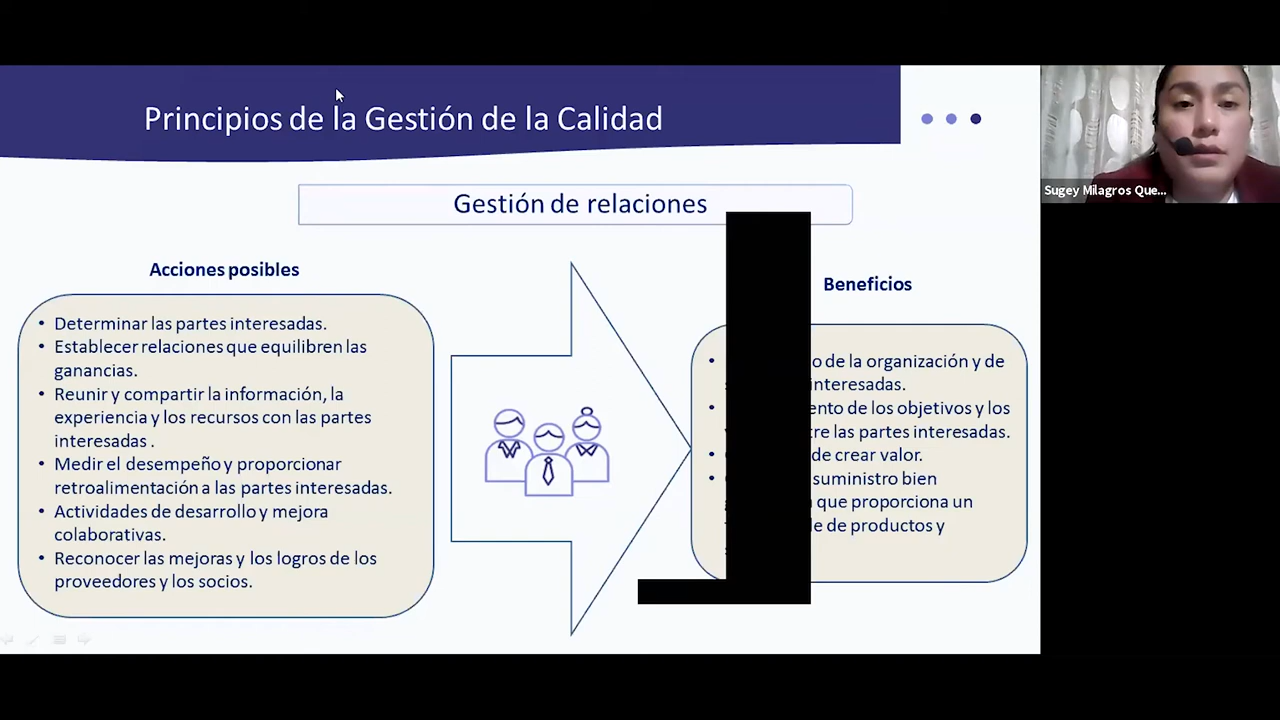 Principios de la Gestión de la Calidad
Sugey Milagros Que...
Gestión de relaciones
Acciones posibles
• Determinar las partes interesadas.
• Establecer relaciones que equilibren las
ganancias.
• Reunir y compartir la información, la
experiencia y los recursos con las partes
interesadas .
• Medir el desempeño y proporcionar
retroalimentación a las partes interesadas.
• Actividades de desarrollo y mejora
colaborativas.
• Reconocer las mejoras y los logros de los
proveedores y los socios.
Beneficios
• de la organización y de
interesadas.
• de los objetivos y los
las partes interesadas.
• de crear valor.
• suministro bien
que proporciona un
de productos y